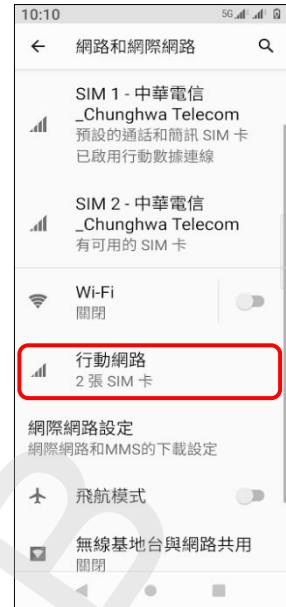 10:10 5G
網路和網際網路
SIM 1 - 中華電信
_Chunghwa Telecom
預設的通話和簡訊 SIM 卡
已啟用行動數據連線
SIM 2 - 中華電信
_Chunghwa Telecom
有可用的 SIM 卡
Wi-Fi
關閉
行動網路
2 張 SIM 卡
網際網路設定
網際網路和MMS的下載設定
飛航模式
無線基地台與網路共用
關閉